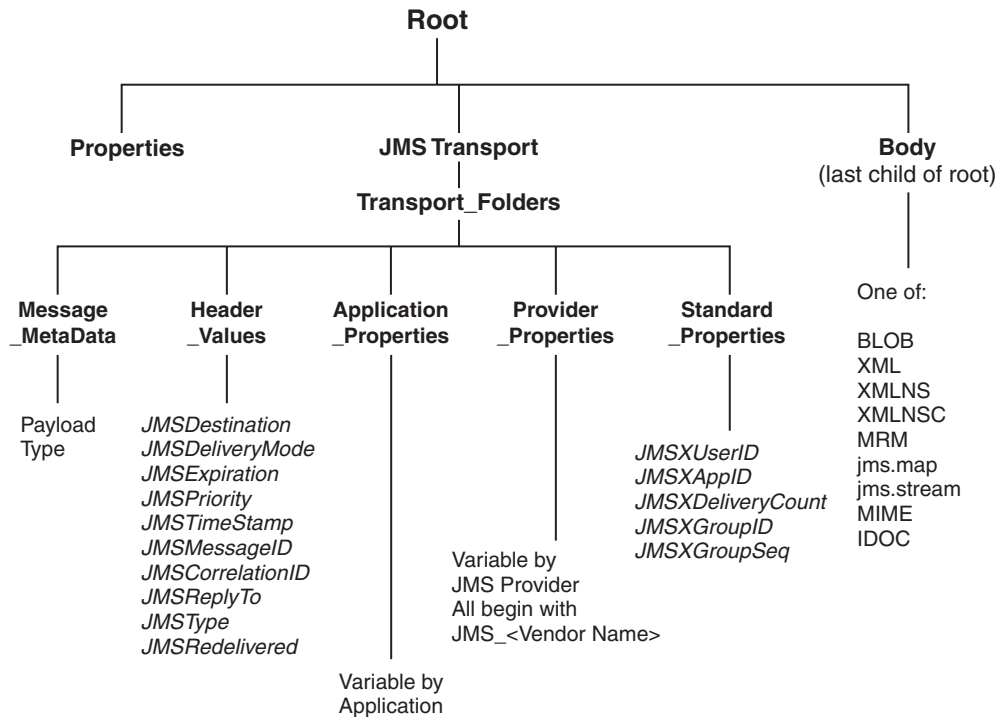 Root
Properties
JMS Transport
Body
(last child of root)
Transport_Folders
Message
_MetaData
Header
_Values
Application
_Properties
Provider
_Properties
Standard
_Properties
Payload
Type
JMSDestination
JMSDeliveryMode
JMSExpiration
JMSPriority
JMSTimeStamp
JMSMessageID
JMSCorrelationID
JMSReplyTo
JMSType
JMSRedelivered
Variable by
Application
Variable by
JMS Provider
All begin with
JMS_<Vendor Name>
JMSXUserID
JMSXAppID
JMSXDeliveryCount
JMSXGroupID
JMSXGroupSeq
One of:
BLOB
XML
XMLNS
XMLNSC
MRM
jms.map
jms.stream
MIME
IDOC